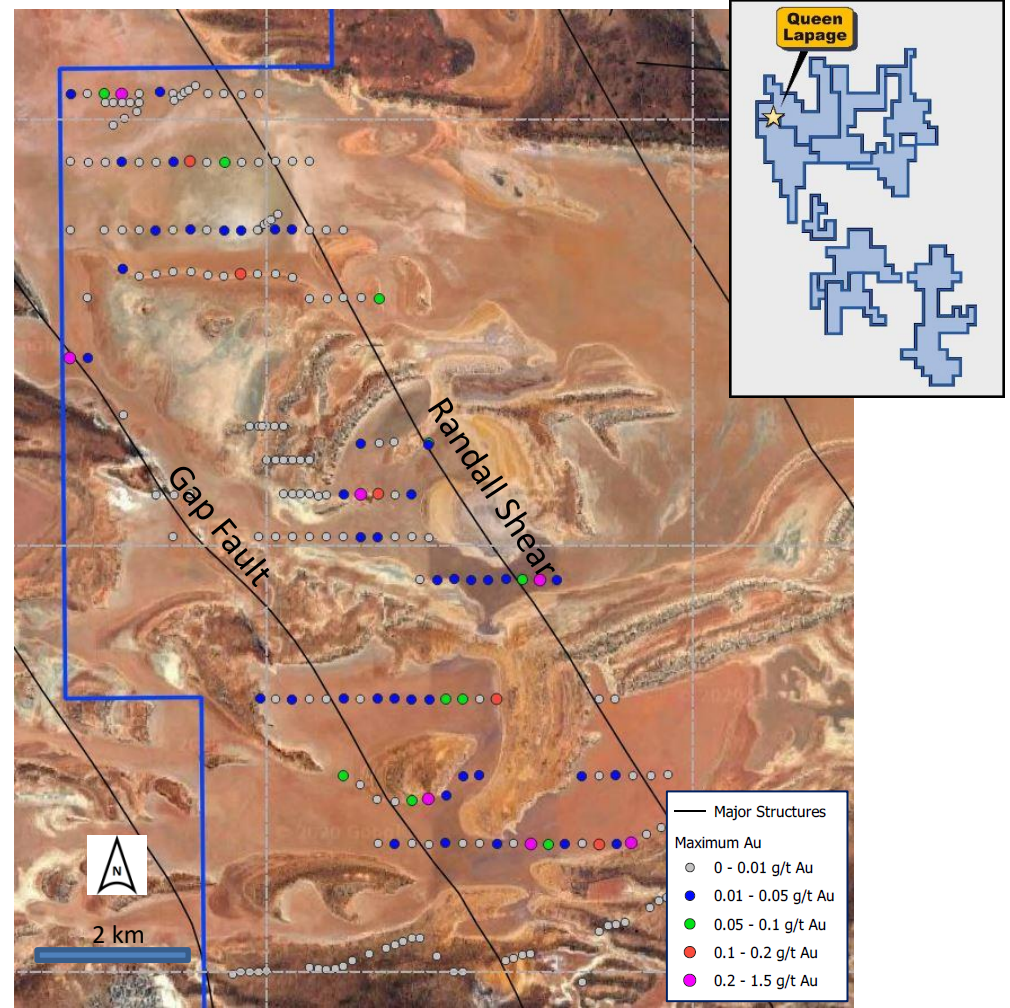 Queen
Lapage
Randall Shear
Gap Fault
N
2 km
Major Structures
Maximum Au
0 - 0.01 g/t Au
0.01 - 0.05 g/t Au
0.05 - 0.1 g/t Au
0.1 - 0.2 g/t Au
0.2 - 1.5 g/t Au